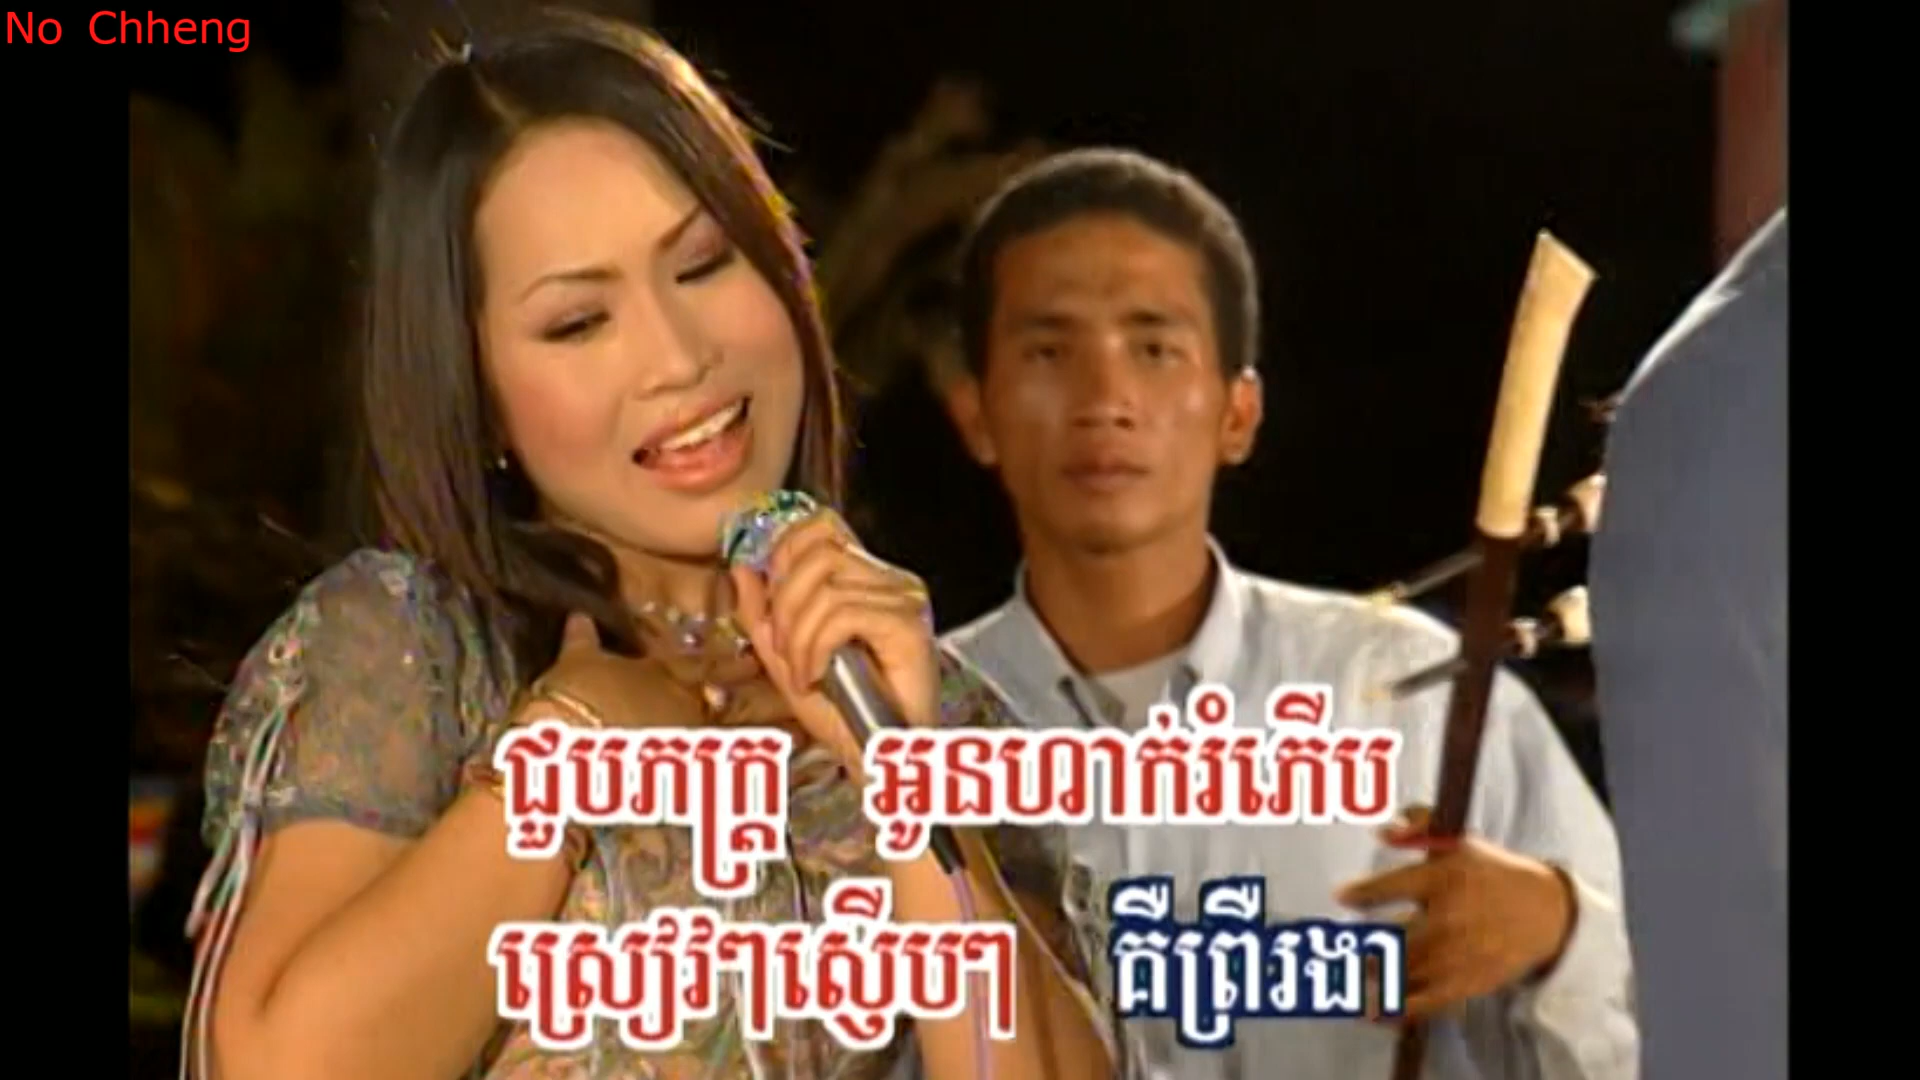 No Chheng
ជួបភក្ត្រ អូនហាក់រំភើប
ស្រៀវៗស្ញើបៗ គឺព្រឺរងា